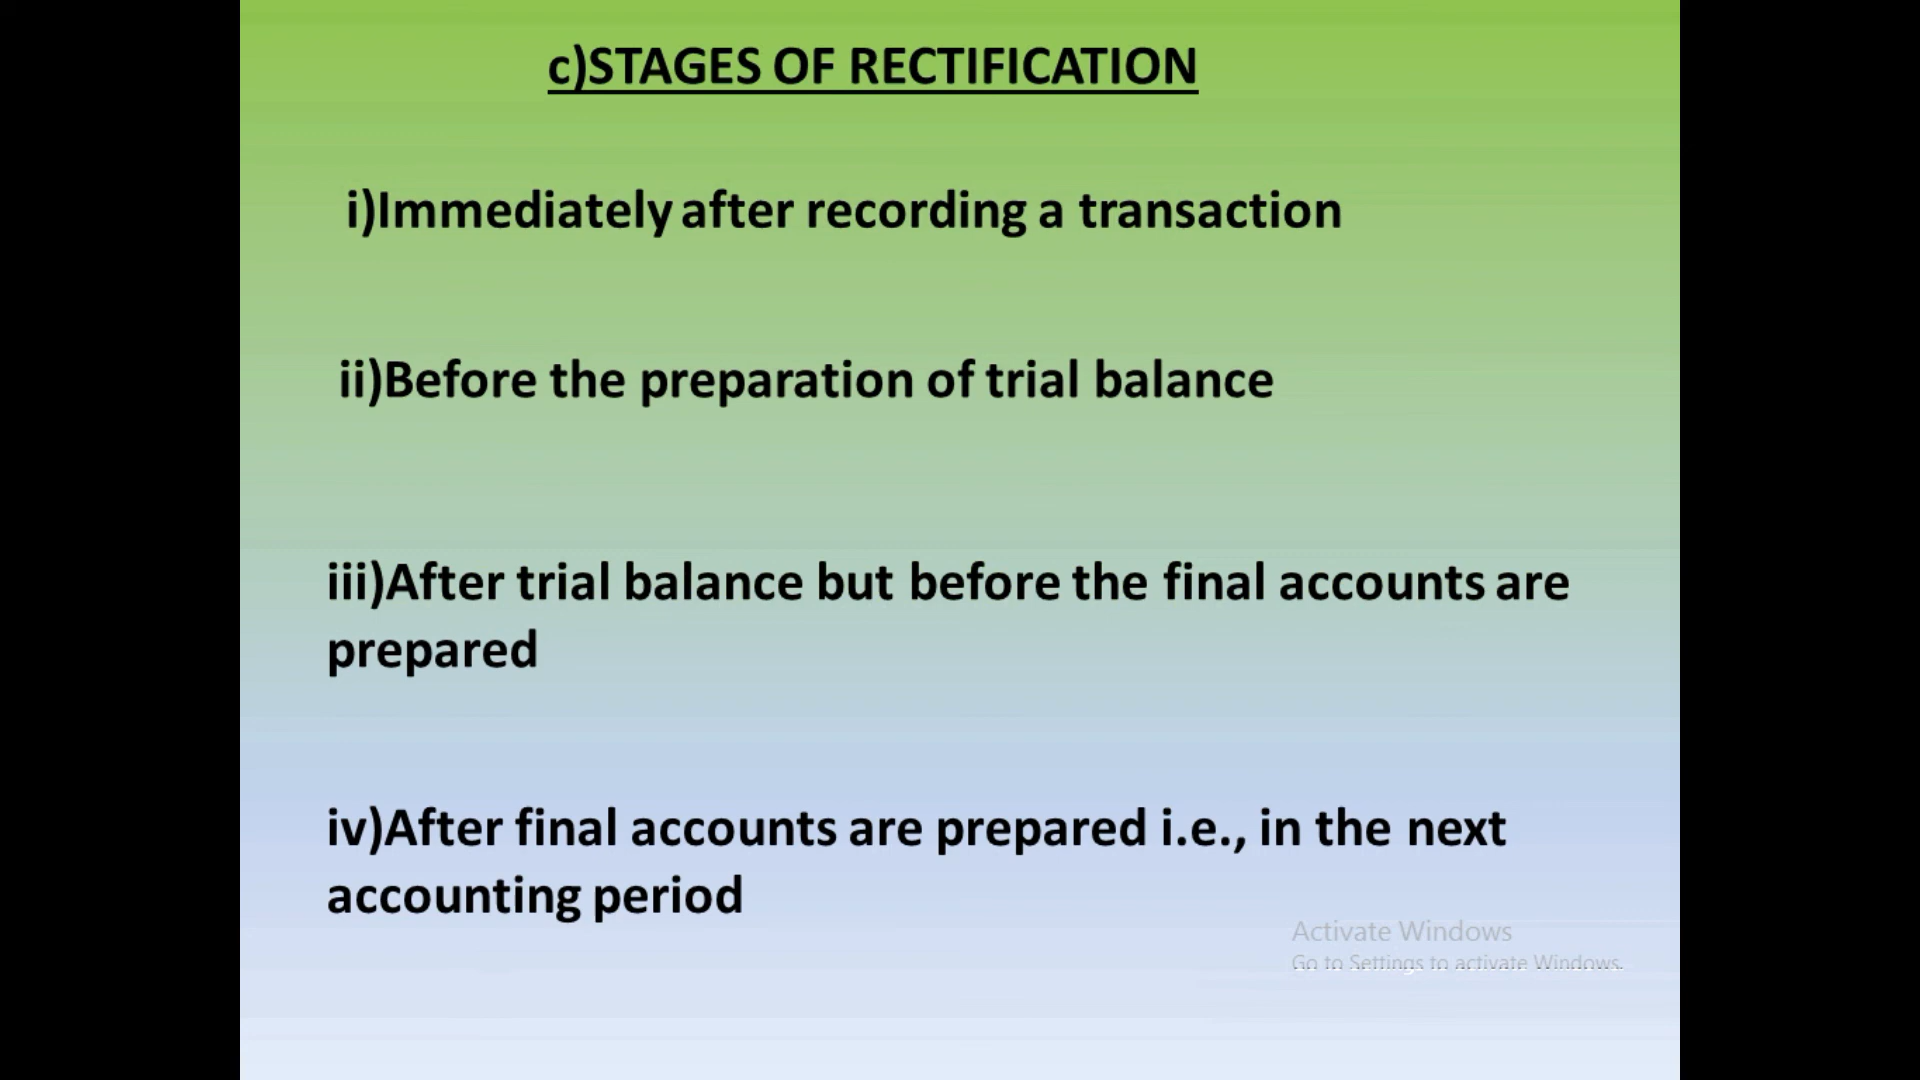 c)STAGES OF RECTIFICATION
i)Immediately after recording a transaction
ii)Before the preparation of trial balance
iii)After trial balance but before the final accounts are
prepared
iv)After final accounts are prepared i.e., in the next
accounting period
Activate Windows
Go to Settings to activate Windows.